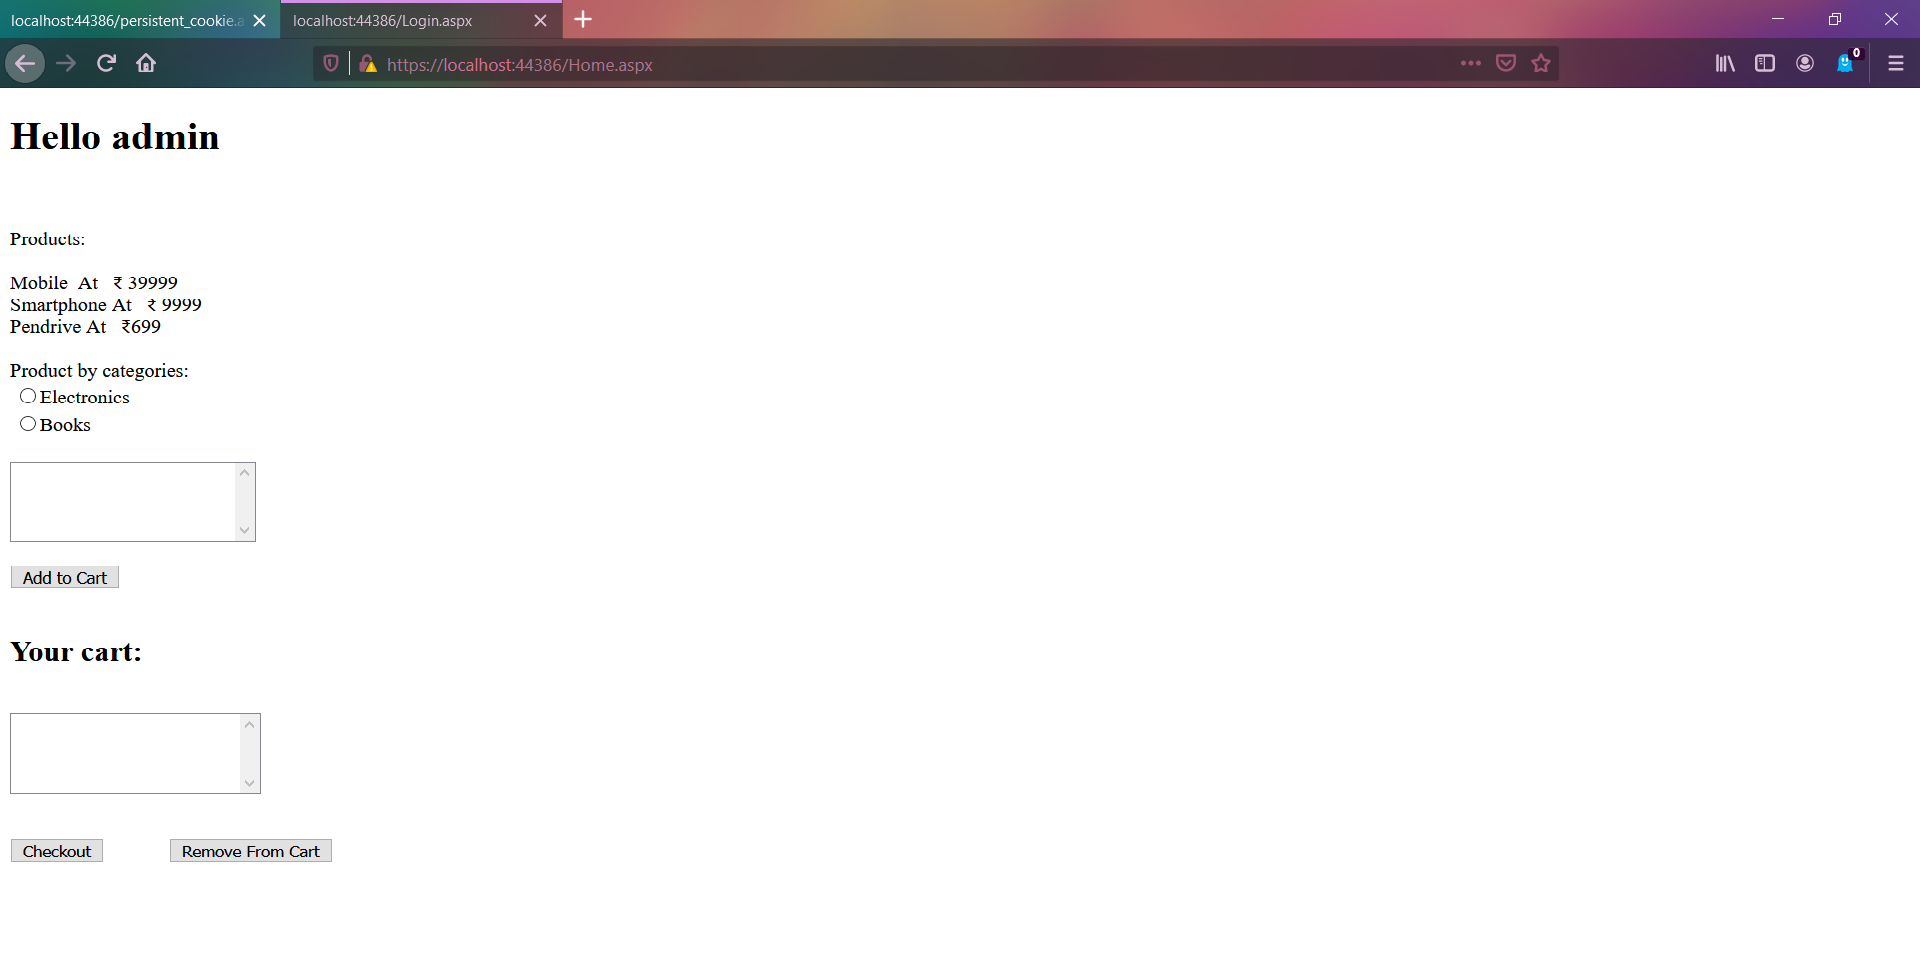 localhost:44386/persistent_cookie.a
localhost:44386/Login.aspx
https://localhost:44386/Home.aspx
0
Hello admin
Products:
Mobile  At   ₹ 39999
Smartphone At   ₹ 9999
Pendrive At   ₹699
Product by categories:
Electronics
Books
Add to Cart
Your cart:
Checkout
Remove From Cart